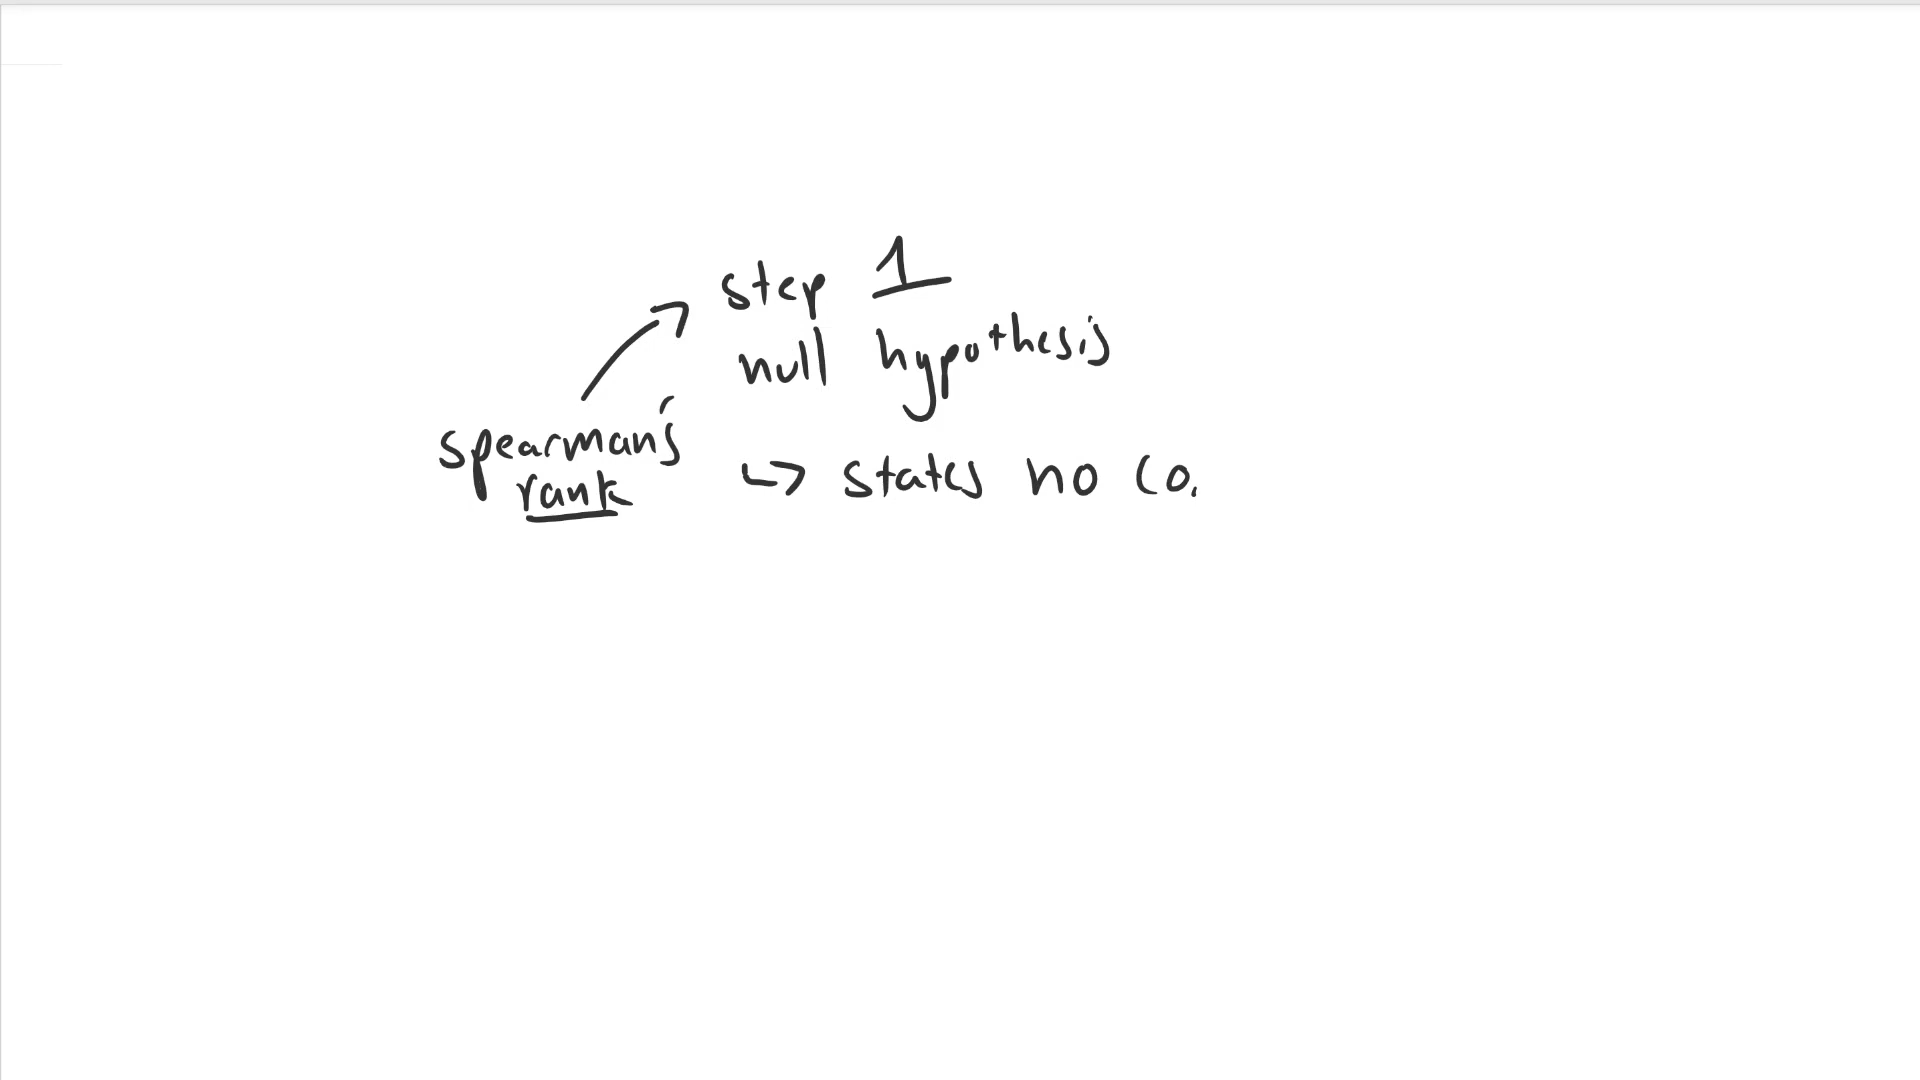 step 1
null hypothesis
spearman's
rank
↳ states no co